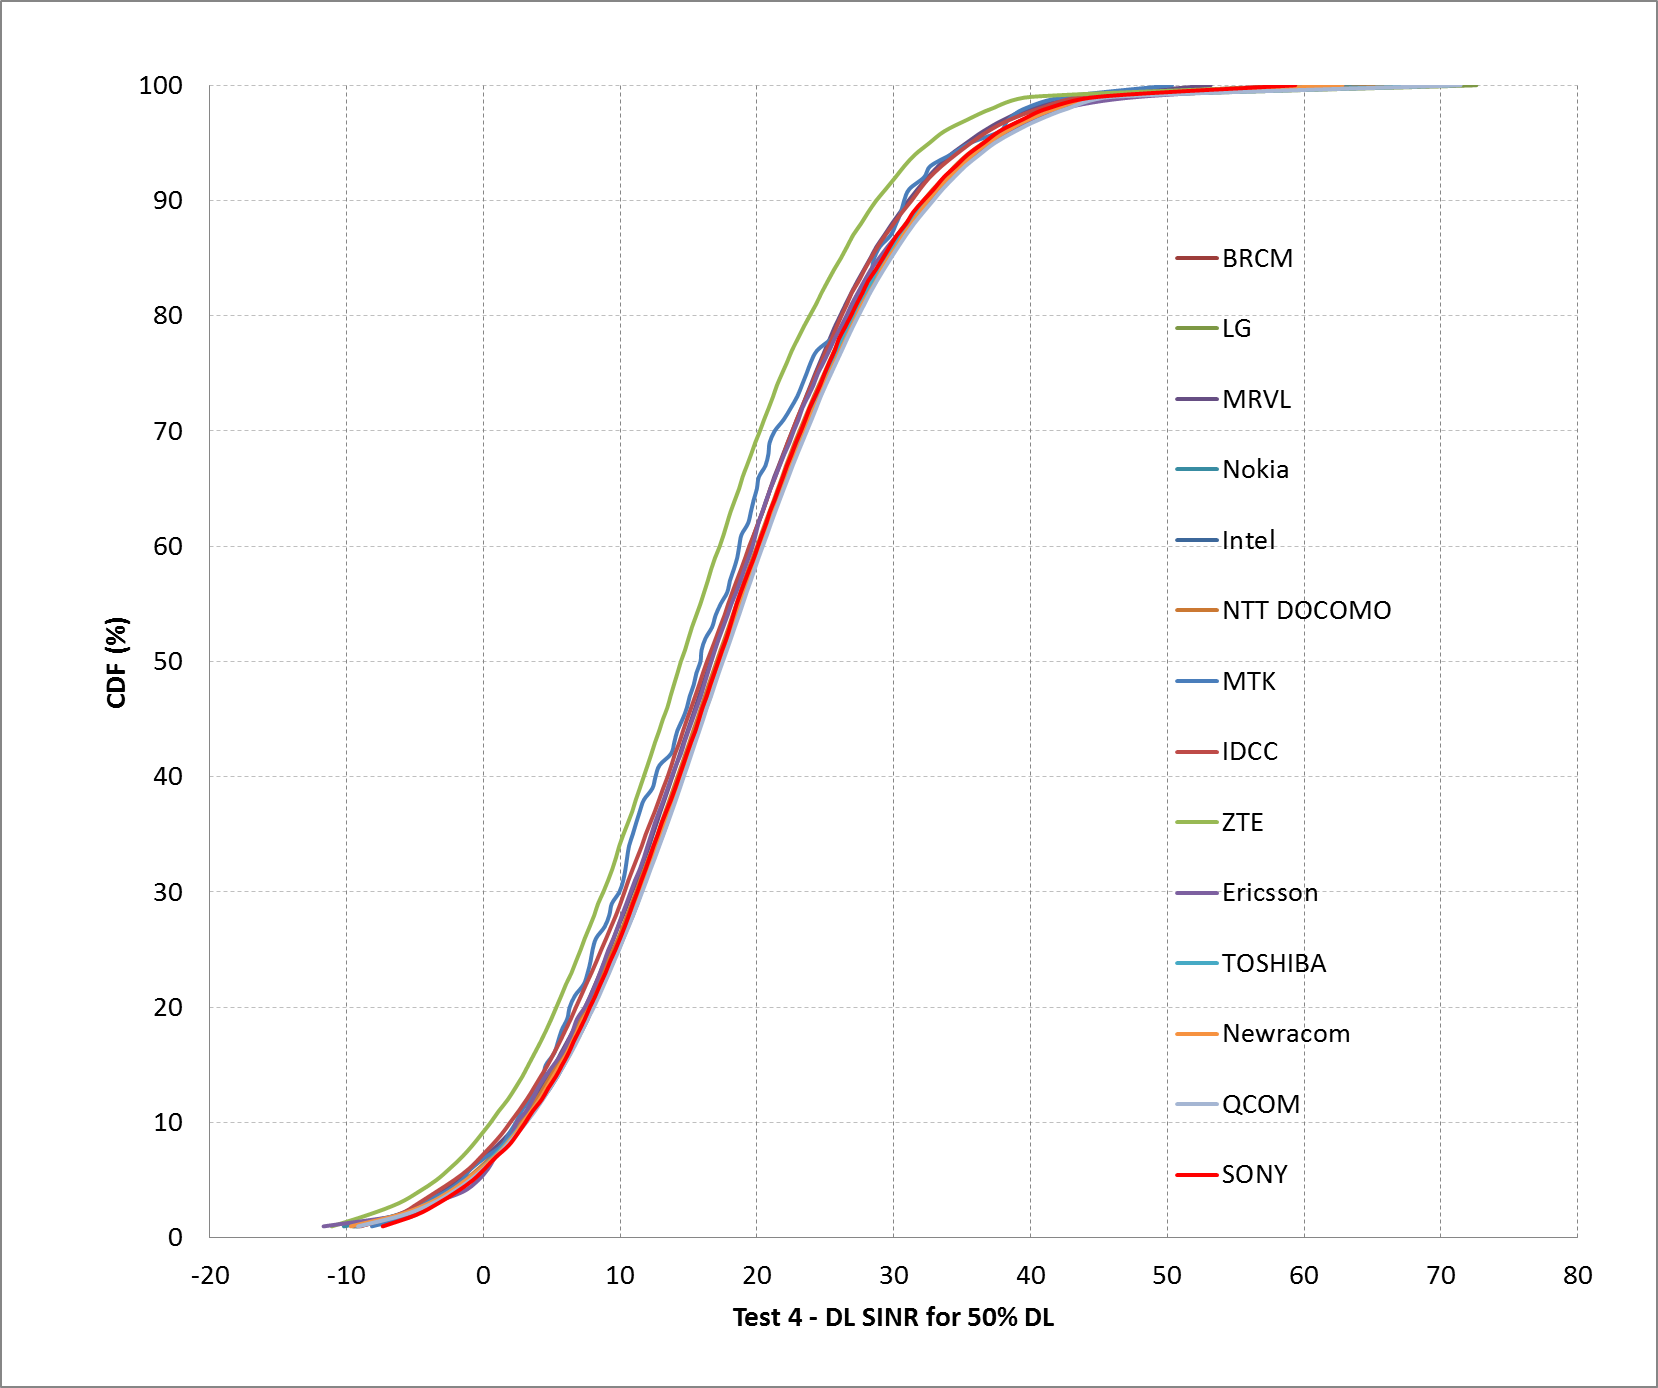 100
90
80
70
60
50
40
30
20
10
0
CDF (%)
BRCM
LG
MRVL
Nokia
Intel
NTT DOCOMO
MTK
IDCC
ZTE
Ericsson
TOSHIBA
Newracom
QCOM
SONY
-20 -10 0 10 20 30 40 50 60 70 80
Test 4 - DL SINR for 50% DL